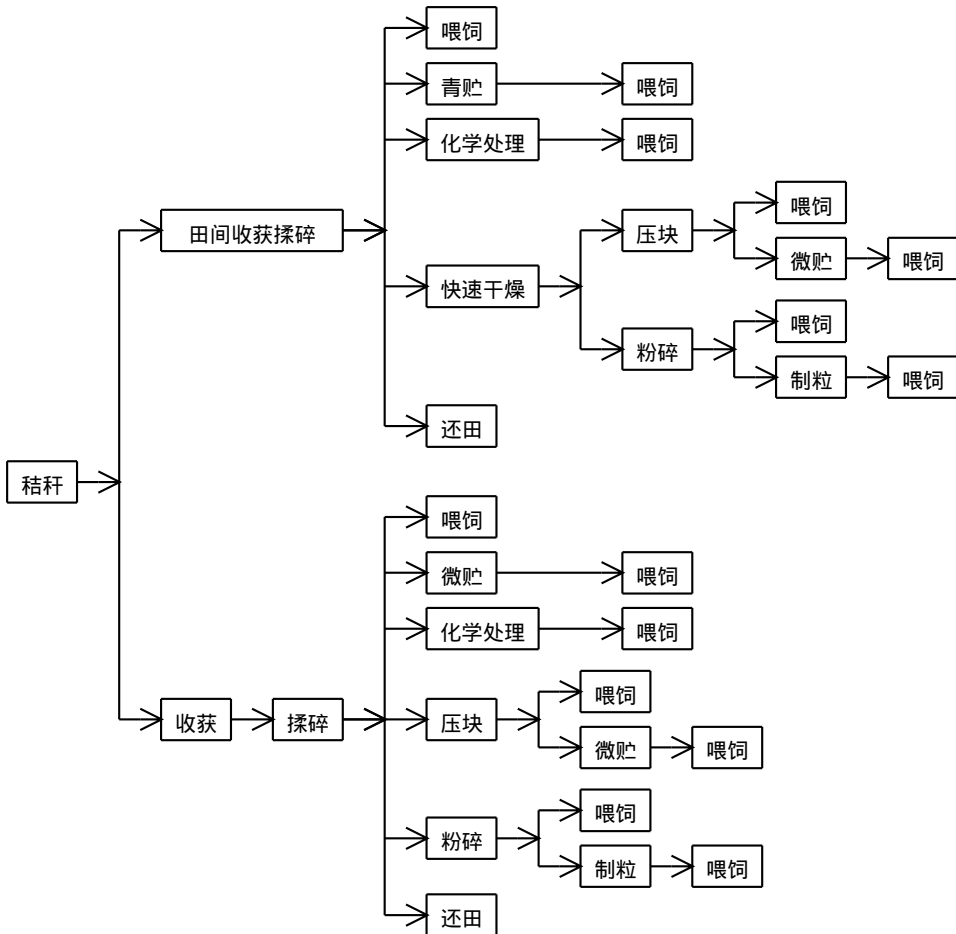 喂饲
青贮 喂饲
化学处理 喂饲
喂饲
田间收获揉碎 压块
快速干燥 微贮 喂饲
喂饲
粉碎
制粒 喂饲
还田
秸秆
喂饲
微贮 喂饲
化学处理 喂饲
喂饲
收获 揉碎 压块
微贮 喂饲
喂饲
粉碎
制粒 喂饲
还田